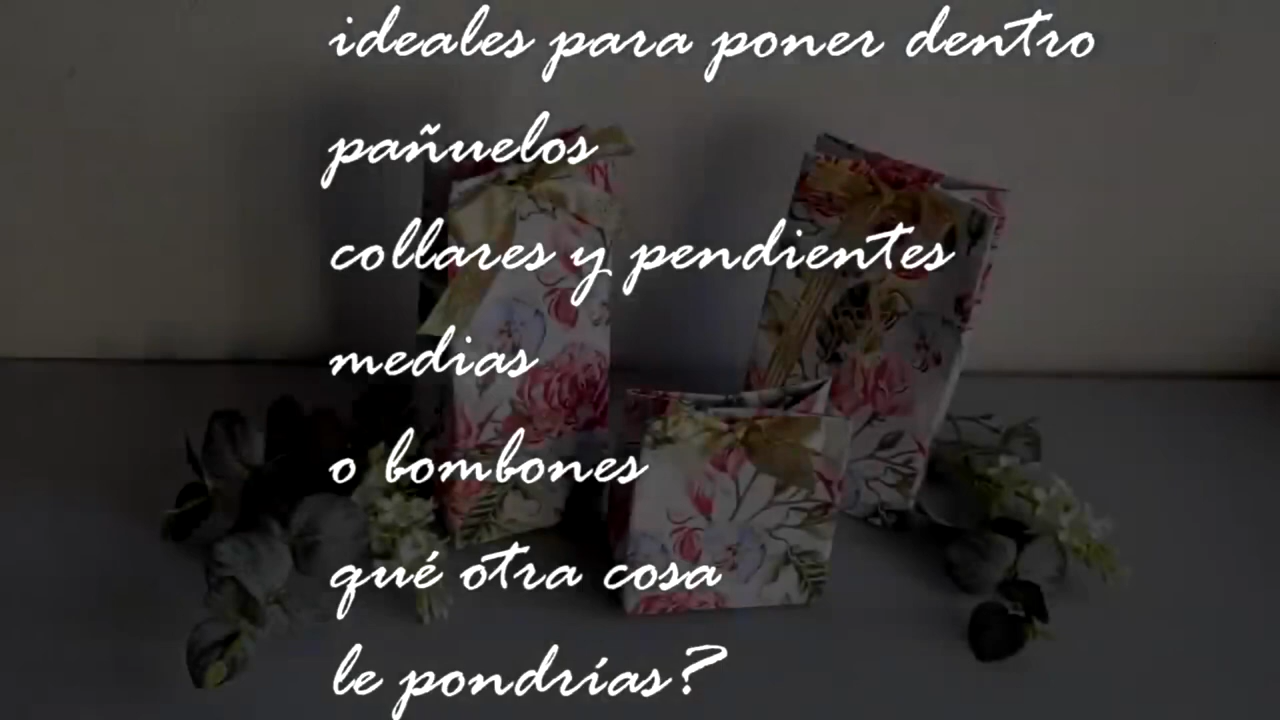 ideales para poner dentro
pañuelos
collares y pendientes
medias
o bombones
qué otra cosa
le pondrías?